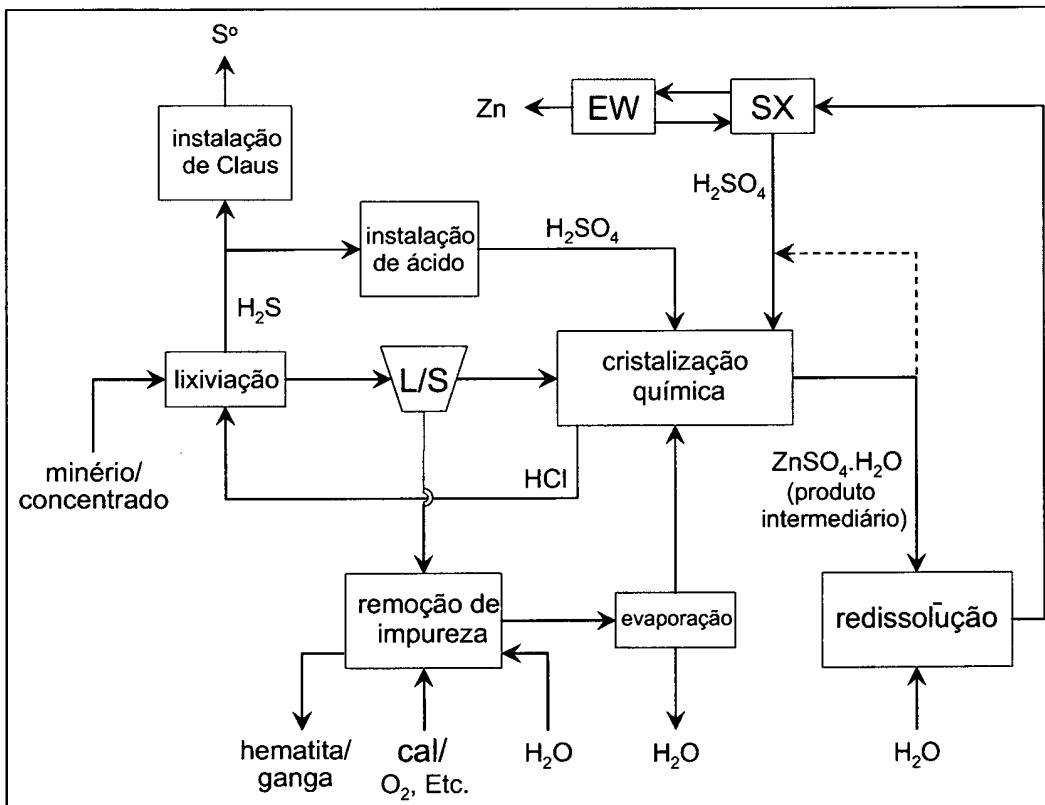 Sº
instalação
de Claus
Zn
EW
SX
H₂SO₄
instalação
de ácido
H₂SO₄
H₂S
lixiviação
L/S
cristalização
química
minério/
concentrado
HCl
ZnSO₄.H₂O
(produto
intermediário)
remoção de
impureza
evaporação
redissolução
hematita/
ganga
cal/
O₂, Etc.
H₂O
H₂O
H₂O